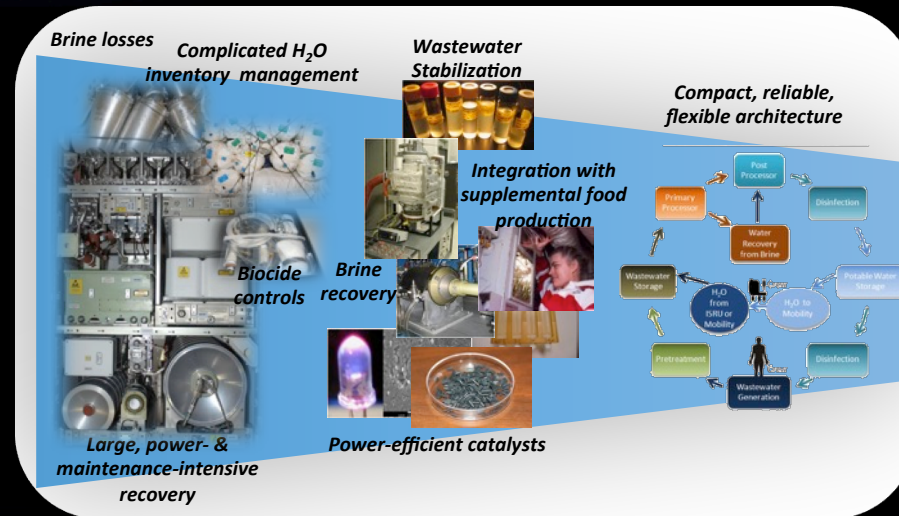 Brine losses
Complicated H₂O
inventory management
Biocide
controls
Large, power- &
maintenance-intensive
recovery
Wastewater
Stabilization
Integration with
supplemental food
production
Brine
recovery
Power-efficient catalysts
Compact, reliable,
flexible architecture
Post
Processor
Primary
Processor
Disinfection
Water
Recovery
from Brine
Wastewater
Storage
H₂O
from
ISRU or
Mobility
H₂O to
Mobility
Potable Water
Storage
Pretreatment
Disinfection
Wastewater
Generation